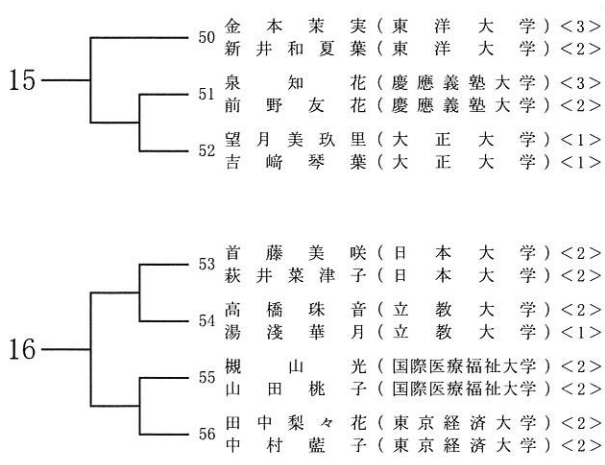 50 金本茉実(東洋大学)<3>
新井和夏葉(東洋大学)<2>
15
51 泉知花(慶應義塾大学)<3>
前野友花(慶應義塾大学)<2>
52 望月美玖里(大正大学)<1>
吉﨑琴葉(大正大学)<1>
53 首藤美咲(日本大学)<2>
萩井菜津子(日本大学)<2>
54 高橋珠音(立教大学)<2>
湯淺華月(立教大学)<1>
16
55 槻山光(国際医療福祉大学)<2>
山田桃子(国際医療福祉大学)<2>
56 田中梨々花(東京経済大学)<2>
中村藍子(東京経済大学)<2>